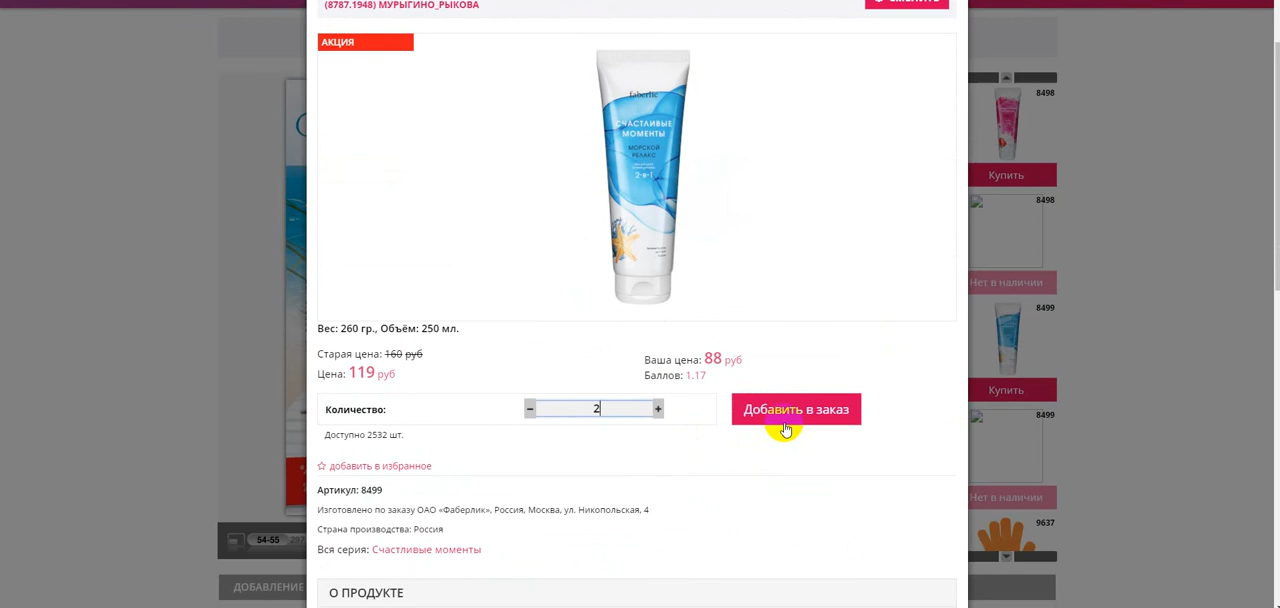 (8787.1948) МУРЫГИНО_РЫКОВА
АКЦИЯ
faberlic
СЧАСТЛИВЫЕ
МОМЕНТЫ
МОРСКОЙ
РЕЛАКС
2-в-1
Вес: 260 гр., Объём: 250 мл.
Старая цена: 160 руб
Цена: 119 руб
Ваша цена: 88 руб
Баллов: 1.17
Количество:
− 2 +
Добавить в заказ
Доступно 2532 шт.
добавить в избранное
Артикул: 8499
Изготовлено по заказу ОАО «Фаберлик», Россия, Москва, ул. Никольская, 4
Страна производства: Россия
Вся серия: Счастливые моменты
О ПРОДУКТЕ
54-55
ДОБАВЛЕНИЕ
8498
Купить
8498
Нет в наличии
8499
Купить
8499
Нет в наличии
9637